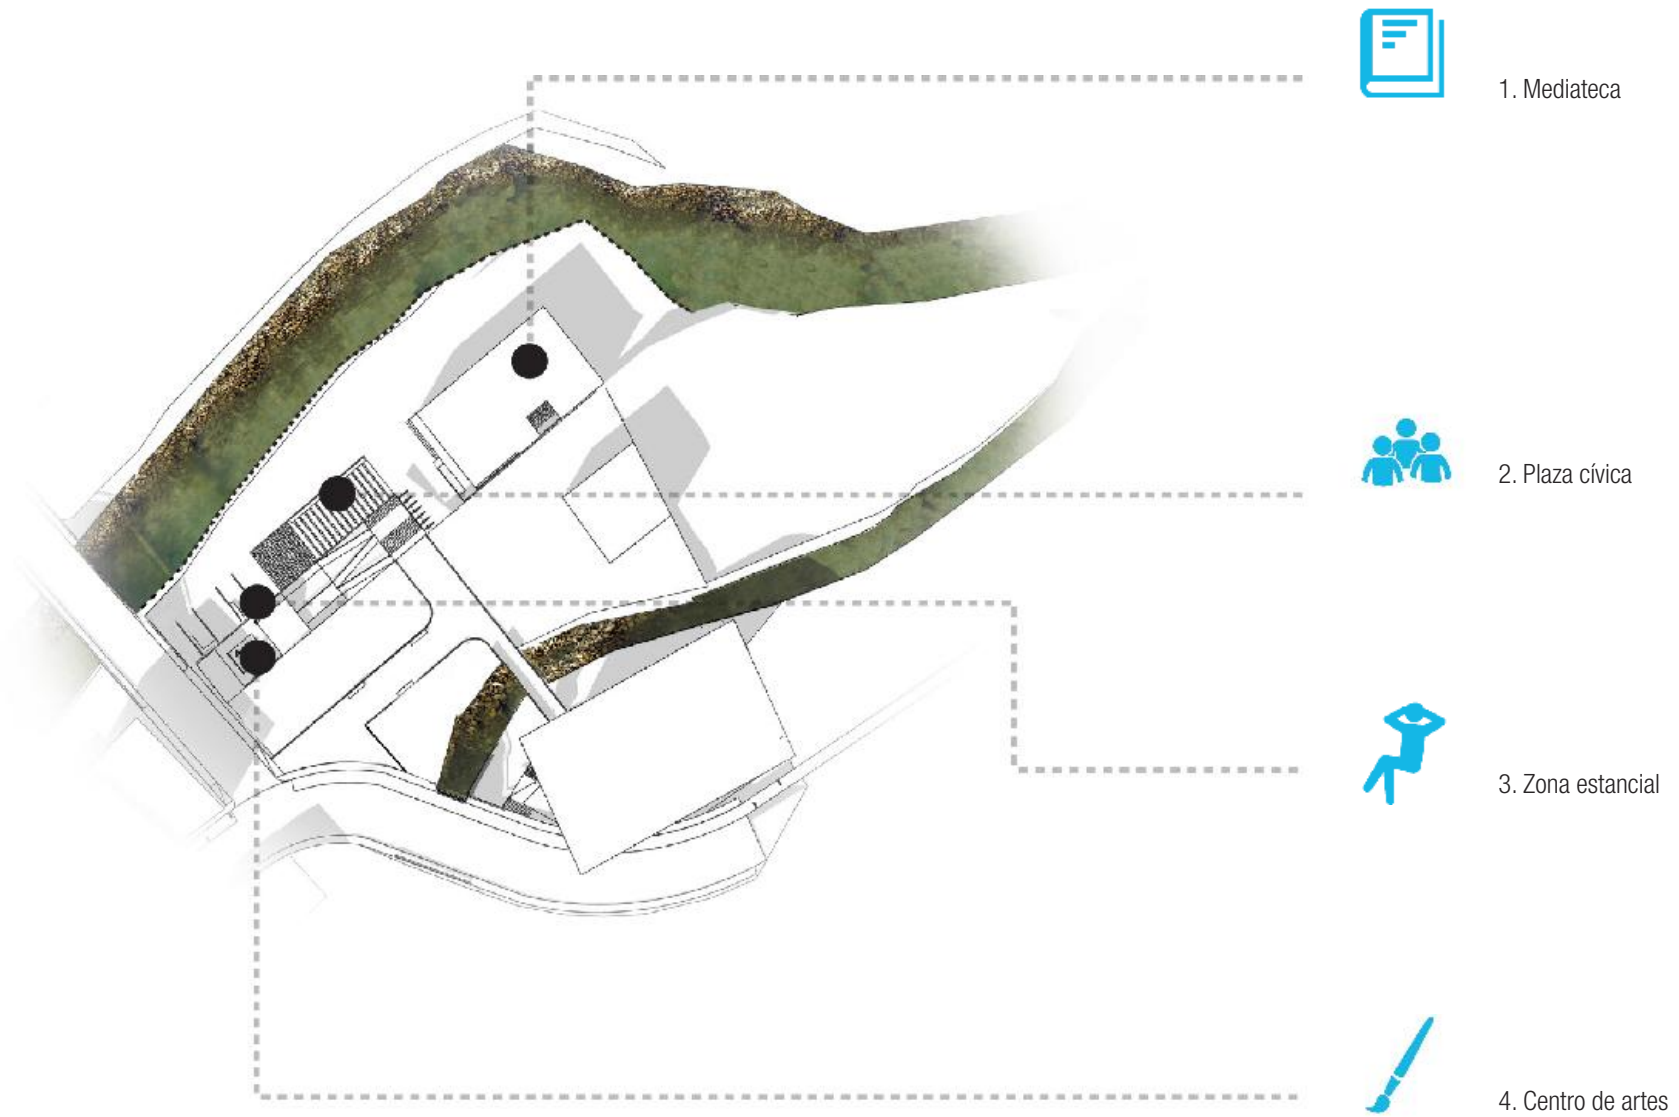 1. Mediateca
2. Plaza cívica
3. Zona estancial
4. Centro de artes